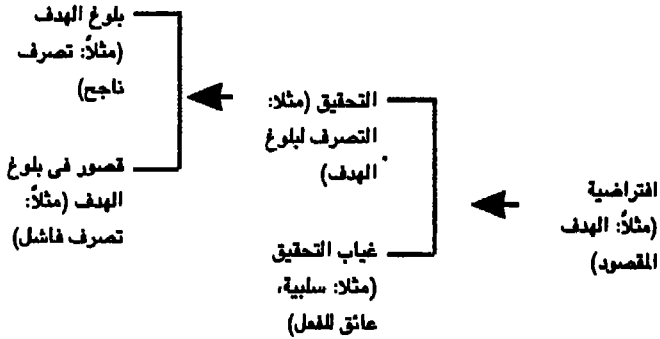 افتراضية
(مثلاً: الهدف
المقصود)
التحقيق (مثلا:
التصرف لبلوغ
الهدف)
غياب التحقيق
(مثلا: سلبية،
عائق للفعل)
بلوغ الهدف
(مثلاً: تصرف
ناجح)
قصور فى بلوغ
الهدف (مثلاً:
تصرف فاشل)